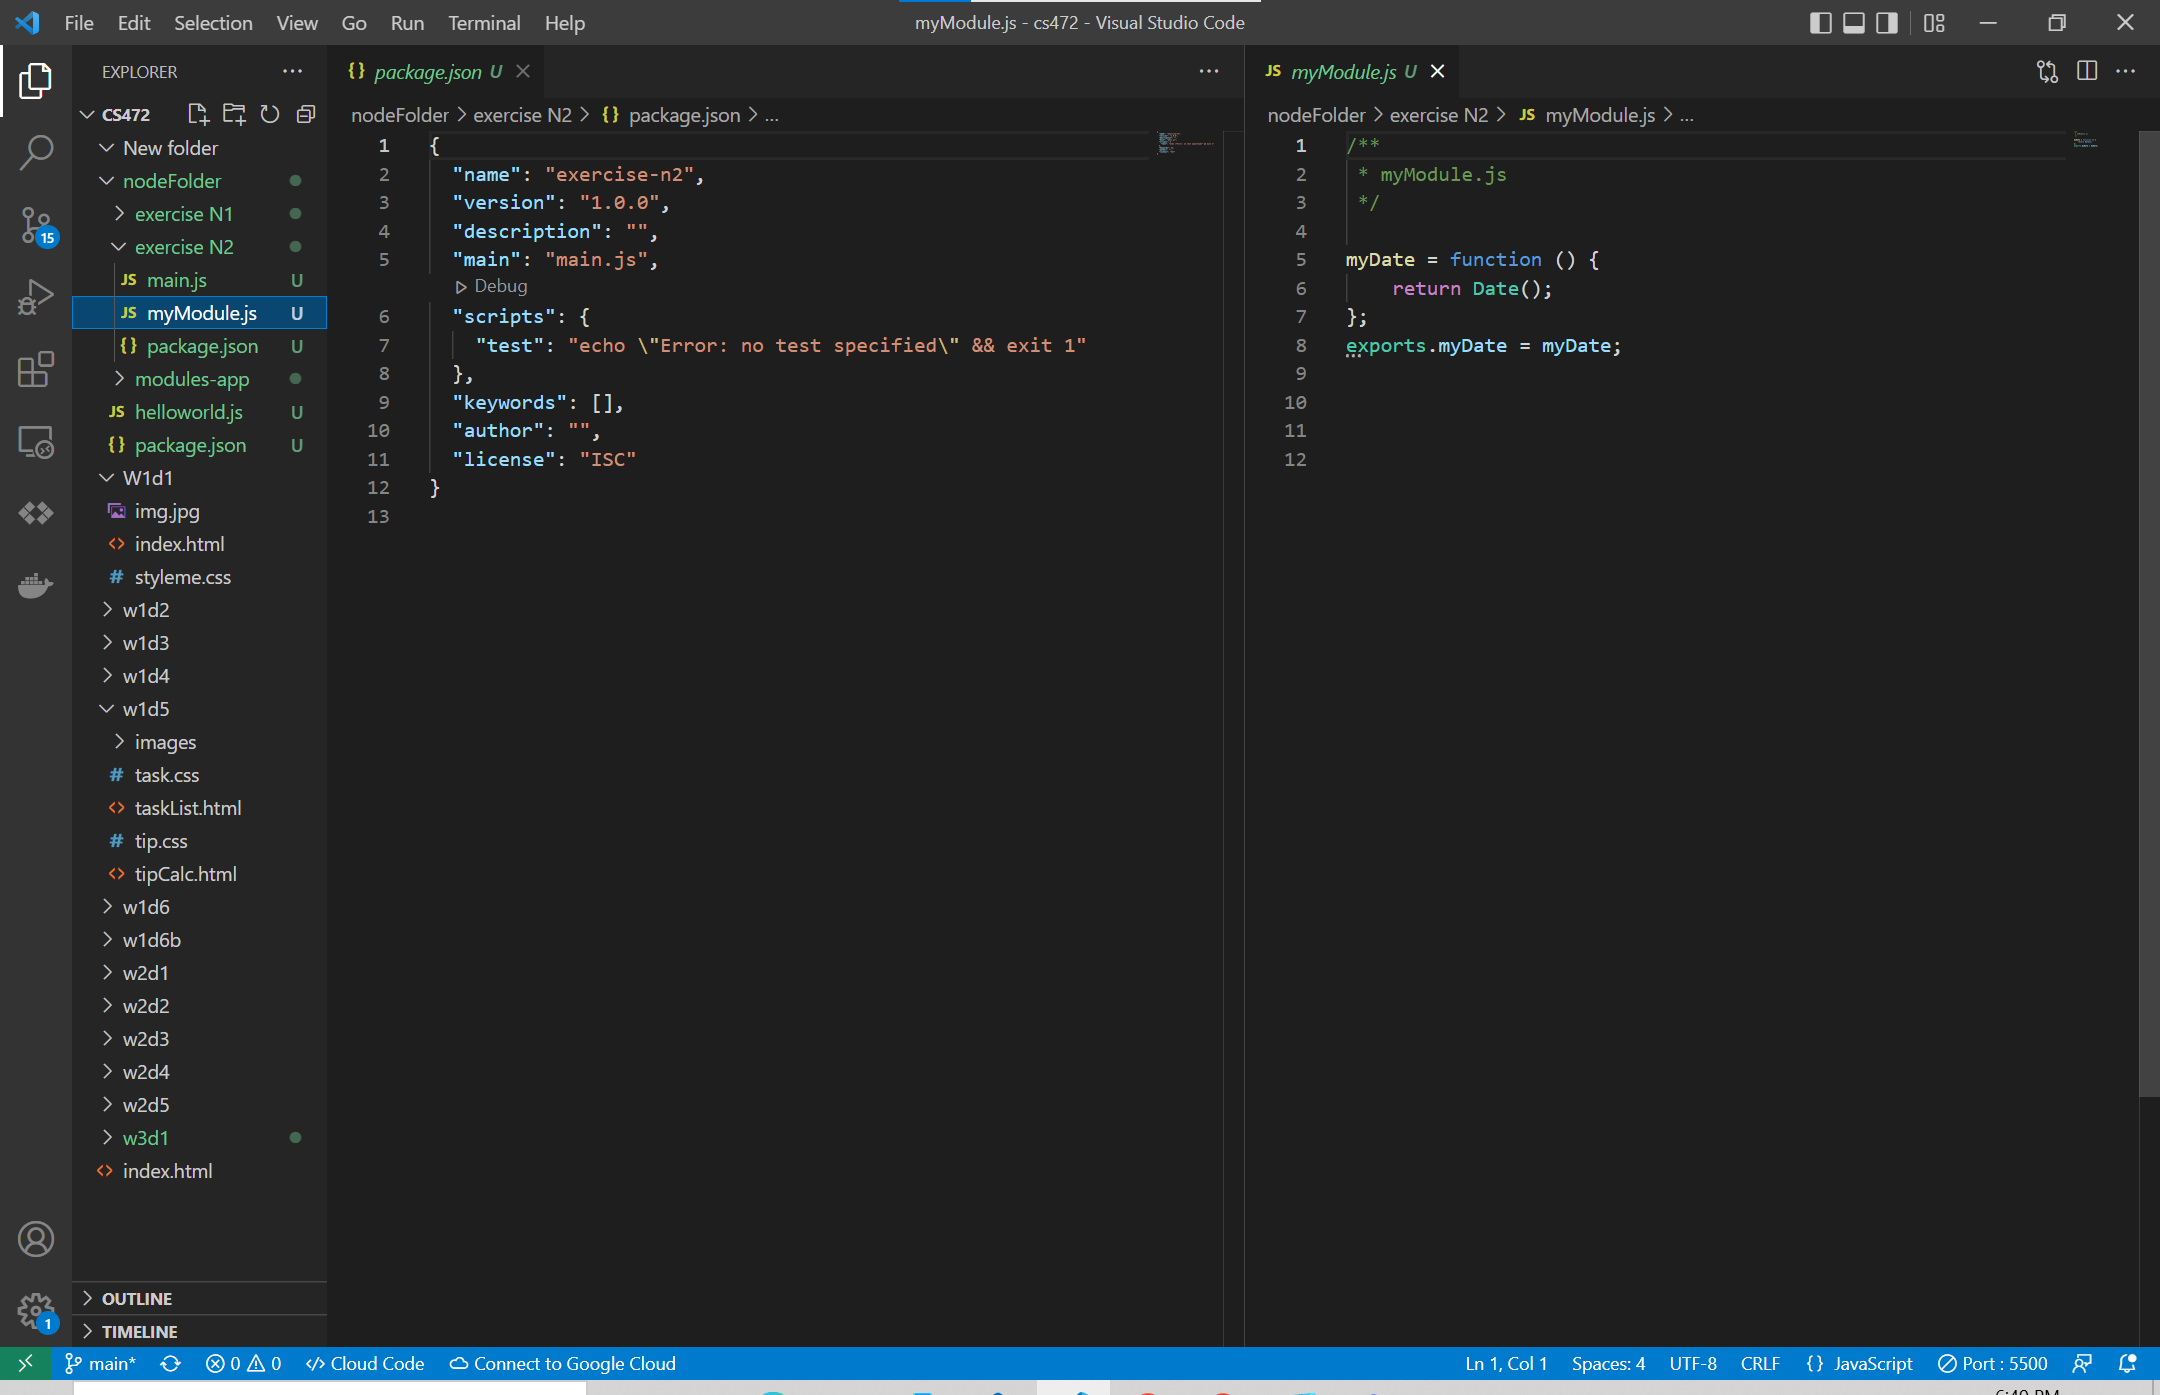 File Edit Selection View Go Run Terminal Help
myModule.js - cs472 - Visual Studio Code
EXPLORER
CS472
New folder
nodeFolder
exercise N1
exercise N2
JS main.js U
JS myModule.js U
{} package.json U
modules-app
JS helloworld.js U
{} package.json U
W1d1
img.jpg
<> index.html
# styleme.css
w1d2
w1d3
w1d4
w1d5
images
# task.css
<> taskList.html
# tip.css
<> tipCalc.html
w1d6
w1d6b
w2d1
w2d2
w2d3
w2d4
w2d5
w3d1
<> index.html
OUTLINE
TIMELINE
15
1
{} package.json U
nodeFolder > exercise N2 > {} package.json > ...
1 {
2 "name": "exercise-n2",
3 "version": "1.0.0",
4 "description": "",
5 "main": "main.js",
Debug
6 "scripts": {
7 "test": "echo \"Error: no test specified\" && exit 1"
8 },
9 "keywords": [],
10 "author": "",
11 "license": "ISC"
12 }
13
JS myModule.js U
nodeFolder > exercise N2 > JS myModule.js > ...
1 /**
2 * myModule.js
3 */
4
5 myDate = function () {
6 return Date();
7 };
8 exports.myDate = myDate;
9
10
11
12
main* 0 0 </> Cloud Code Connect to Google Cloud
Ln 1, Col 1 Spaces: 4 UTF-8 CRLF {} JavaScript Port : 5500